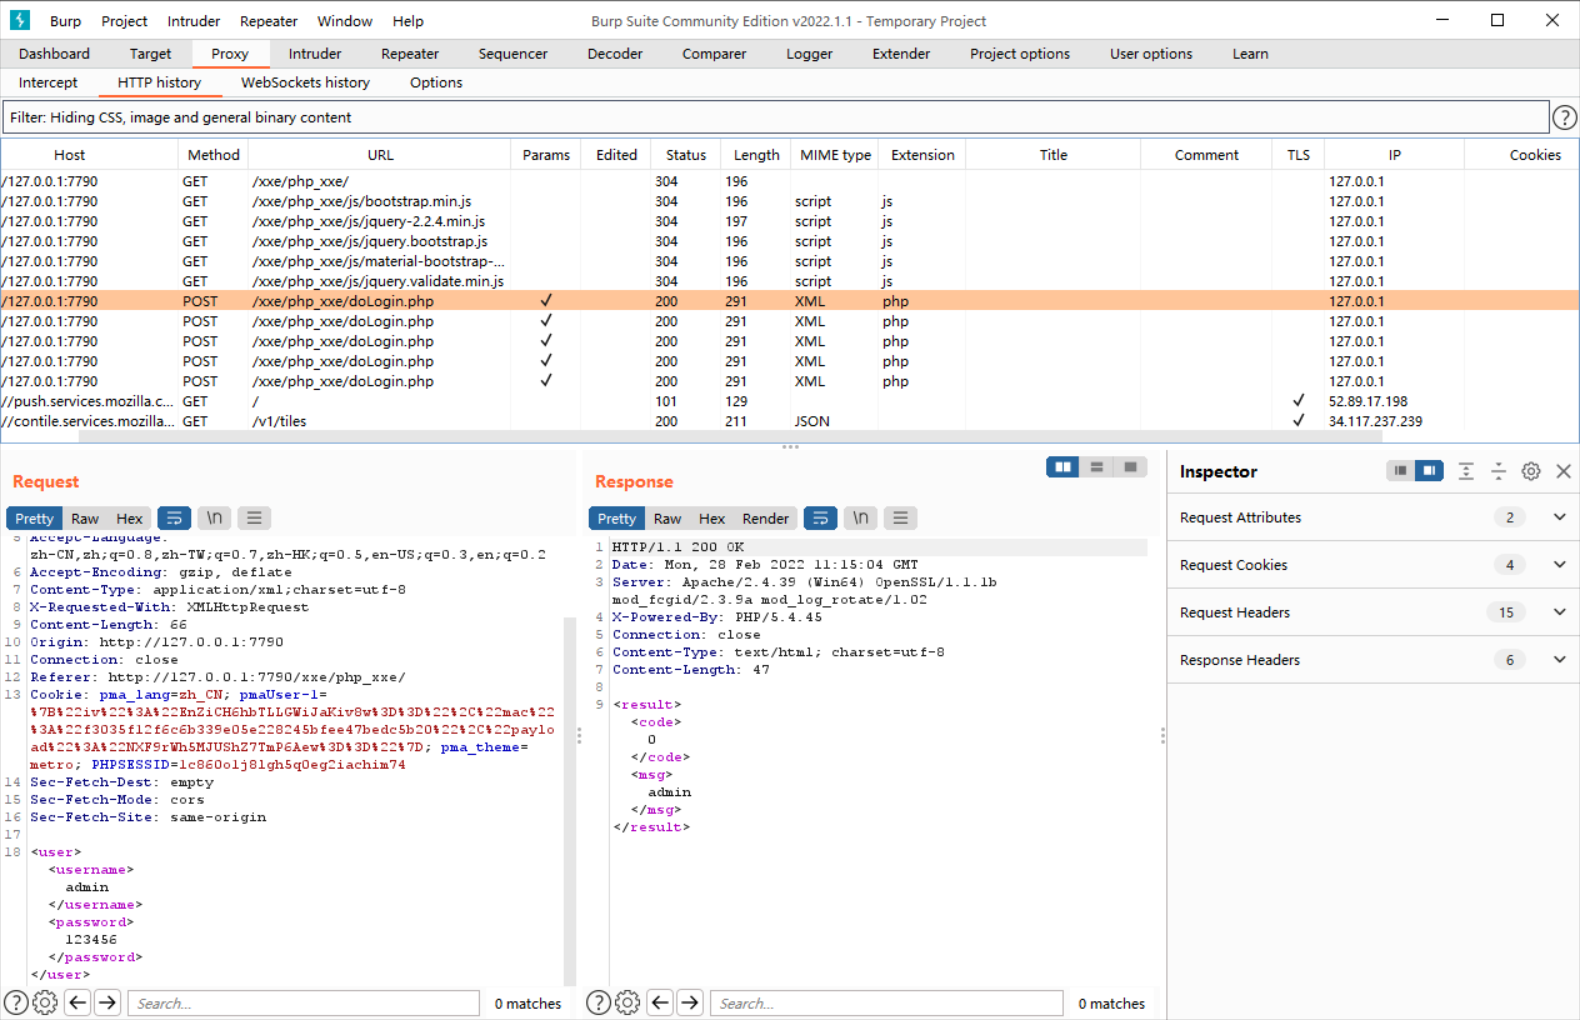 Burp Project Intruder Repeater Window Help Burp Suite Community Edition v2022.1.1 - Temporary Project
Dashboard Target Proxy Intruder Repeater Sequencer Decoder Comparer Logger Extender Project options User options Learn
Intercept HTTP history WebSockets history Options
Filter: Hiding CSS, image and general binary content ?
Host Method URL Params Edited Status Length MIME type Extension Title Comment TLS IP Cookies
/127.0.0.1:7790 GET /xxe/php_xxe/ 304 196 127.0.0.1
/127.0.0.1:7790 GET /xxe/php_xxe/js/bootstrap.min.js 304 196 script js 127.0.0.1
/127.0.0.1:7790 GET /xxe/php_xxe/js/jquery-2.2.4.min.js 304 197 script js 127.0.0.1
/127.0.0.1:7790 GET /xxe/php_xxe/js/jquery.bootstrap.js 304 196 script js 127.0.0.1
/127.0.0.1:7790 GET /xxe/php_xxe/js/material-bootstrap-... 304 196 script js 127.0.0.1
/127.0.0.1:7790 GET /xxe/php_xxe/js/jquery.validate.min.js 304 196 script js 127.0.0.1
/127.0.0.1:7790 POST /xxe/php_xxe/doLogin.php ✓ 200 291 XML php 127.0.0.1
/127.0.0.1:7790 POST /xxe/php_xxe/doLogin.php ✓ 200 291 XML php 127.0.0.1
/127.0.0.1:7790 POST /xxe/php_xxe/doLogin.php ✓ 200 291 XML php 127.0.0.1
/127.0.0.1:7790 POST /xxe/php_xxe/doLogin.php ✓ 200 291 XML php 127.0.0.1
/127.0.0.1:7790 POST /xxe/php_xxe/doLogin.php ✓ 200 291 XML php 127.0.0.1
//push.services.mozilla.c... GET / 101 129 ✓ 52.89.17.198
//contile.services.mozilla... GET /v1/tiles 200 211 JSON ✓ 34.117.237.239
Request
Pretty Raw Hex \n
5 Accept-Language:
zh-CN,zh;q=0.8,zh-TW;q=0.7,zh-HK;q=0.5,en-US;q=0.3,en;q=0.2
6 Accept-Encoding: gzip, deflate
7 Content-Type: application/xml;charset=utf-8
8 X-Requested-With: XMLHttpRequest
9 Content-Length: 66
10 Origin: http://127.0.0.1:7790
11 Connection: close
12 Referer: http://127.0.0.1:7790/xxe/php_xxe/
13 Cookie: pma_lang=zh_CN; pmaUser-1=
%7B%22iv%22%3A%22EnZiCH6hbTLLGWiJaKiv8w%3D%3D%22%2C%22mac%22
%3A%22f3035f12f6c6b339e05e228245bfee47bedc5b20%22%2C%22paylo
ad%22%3A%22NXF9rWh5MJUShZ7TmP6Aew%3D%3D%22%7D; pma_theme=
metro; PHPSESSID=1c860o1j81gh5q0eg2iachim74
14 Sec-Fetch-Dest: empty
15 Sec-Fetch-Mode: cors
16 Sec-Fetch-Site: same-origin
17
18 <user>
<username>
admin
</username>
<password>
123456
</password>
</user>
? Search... 0 matches
Response
Pretty Raw Hex Render \n
1 HTTP/1.1 200 OK
2 Date: Mon, 28 Feb 2022 11:15:04 GMT
3 Server: Apache/2.4.39 (Win64) OpenSSL/1.1.1b
mod_fcgid/2.3.9a mod_log_rotate/1.02
4 X-Powered-By: PHP/5.4.45
5 Connection: close
6 Content-Type: text/html; charset=utf-8
7 Content-Length: 47
8
9 <result>
<code>
0
</code>
<msg>
admin
</msg>
</result>
? Search... 0 matches
Inspector
Request Attributes 2
Request Cookies 4
Request Headers 15
Response Headers 6